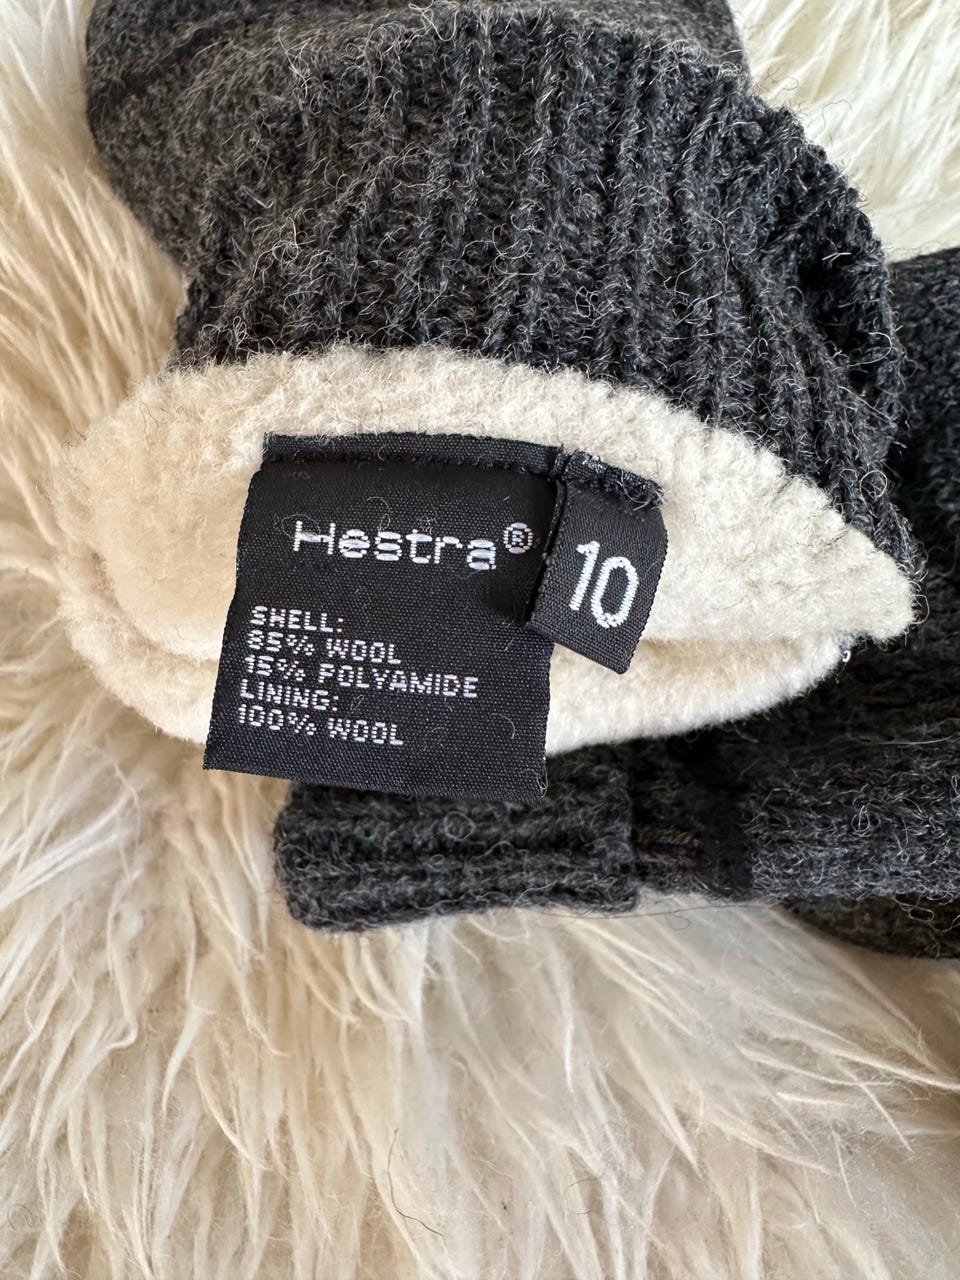 Hestra®
10
SHELL:
85% WOOL
15% POLYAMIDE
LINING:
100% WOOL